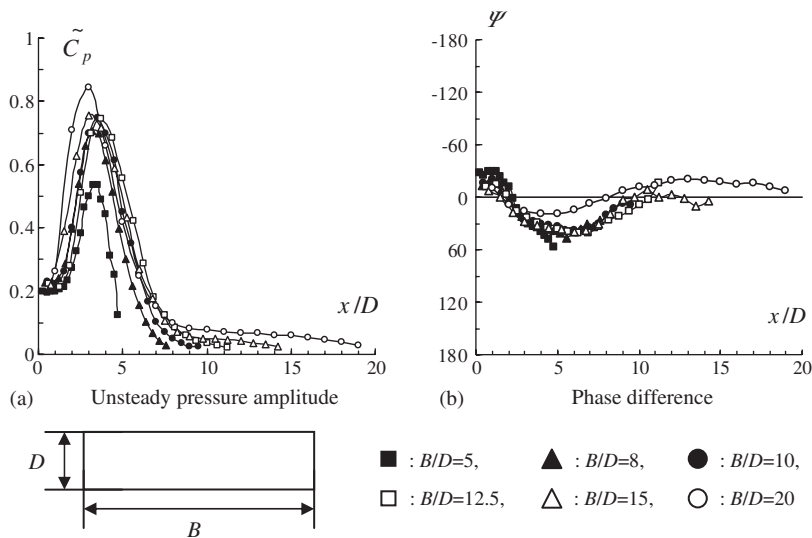 C̃p
1
0.8
0.6
0.4
0.2
0
0 5 10 15 20
x/D
(a) Unsteady pressure amplitude
Ψ
-180
-120
-60
0
60
120
180
0 5 10 15 20
x/D
(b) Phase difference
D
B
: B/D=5, : B/D=8, : B/D=10,
: B/D=12.5, : B/D=15, : B/D=20